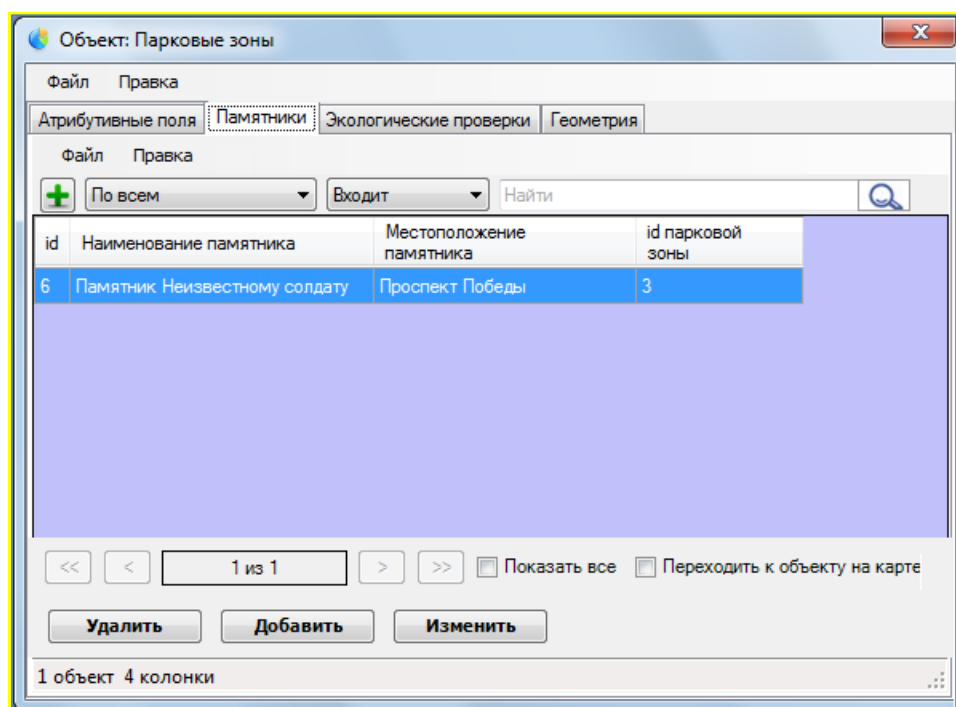 Объект: Парковые зоны
X
Файл Правка
Атрибутивные поля Памятники Экологические проверки Геометрия
Файл Правка
По всем Входит Найти
id Наименование памятника Местоположение памятника id парковой зоны
6 Памятник Неизвестному солдату Проспект Победы 3
<< < 1 из 1 > >> Показать все Переходить к объекту на карте
Удалить Добавить Изменить
1 объект 4 колонки